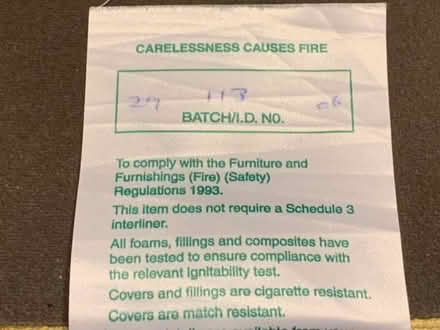 CARELESSNESS CAUSES FIRE
29 113 06
BATCH/I.D. NO.
To comply with the Furniture and
Furnishings (Fire) (Safety)
Regulations 1993.
This item does not require a Schedule 3
interliner.
All foams, fillings and composites have
been tested to ensure compliance with
the relevant ignitability test.
Covers and fillings are cigarette resistant.
Covers are match resistant.